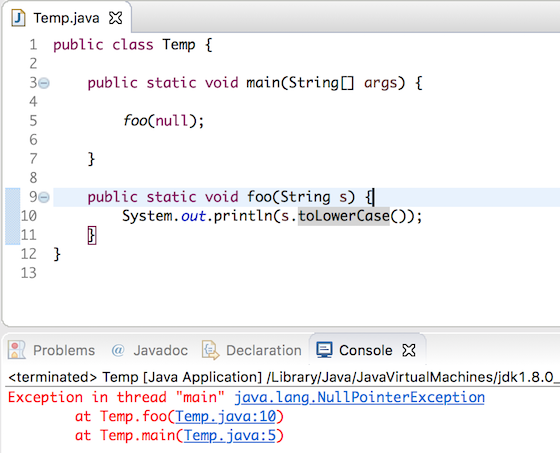 Temp.java
1 public class Temp {
2
3 public static void main(String[] args) {
4
5 foo(null);
6
7 }
8
9 public static void foo(String s) {
10 System.out.println(s.toLowerCase());
11 }
12 }
13
Problems @ Javadoc Declaration Console
<terminated> Temp [Java Application] /Library/Java/JavaVirtualMachines/jdk1.8.0_
Exception in thread "main" java.lang.NullPointerException
at Temp.foo(Temp.java:10)
at Temp.main(Temp.java:5)